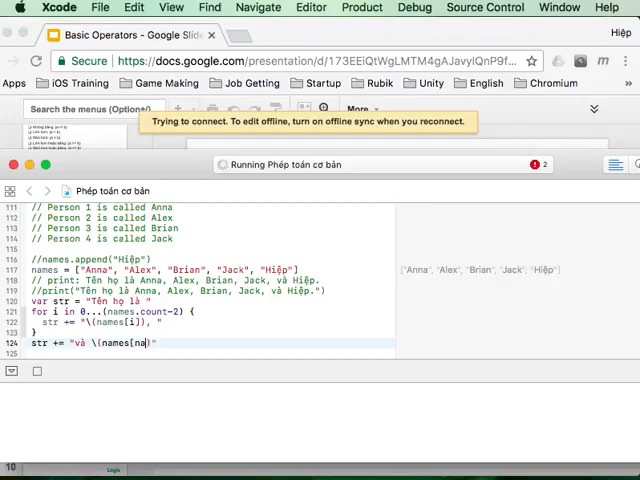 Xcode File Edit View Find Navigate Editor Product Debug Source Control Window Help
Basic Operators - Google Slide
Hiệp
Secure https://docs.google.com/presentation/d/173EEiQtWgLMTM4gAJavylQnP9f...
Apps iOS Training Game Making Job Getting Startup Rubik Unity English Chromium
Search the menus (Option+/) More
Trying to connect. To edit offline, turn on offline sync when you reconnect.
Running Phép toán cơ bản 2
Phép toán cơ bản
111 // Person 1 is called Anna
112 // Person 2 is called Alex
113 // Person 3 is called Brian
114 // Person 4 is called Jack
115
116 //names.append("Hiệp")
117 names = ["Anna", "Alex", "Brian", "Jack", "Hiệp"] ["Anna", "Alex", "Brian", "Jack", "Hiệp"]
118 // print: Tên họ là Anna, Alex, Brian, Jack, và Hiệp.
119 //print("Tên họ là Anna, Alex, Brian, Jack, và Hiệp.")
120 var str = "Tên họ là "
121 for i in 0...(names.count-2) {
122 str += "\(names[i]), "
123 }
124 str += "và \(names[na)"
125
10
Logic